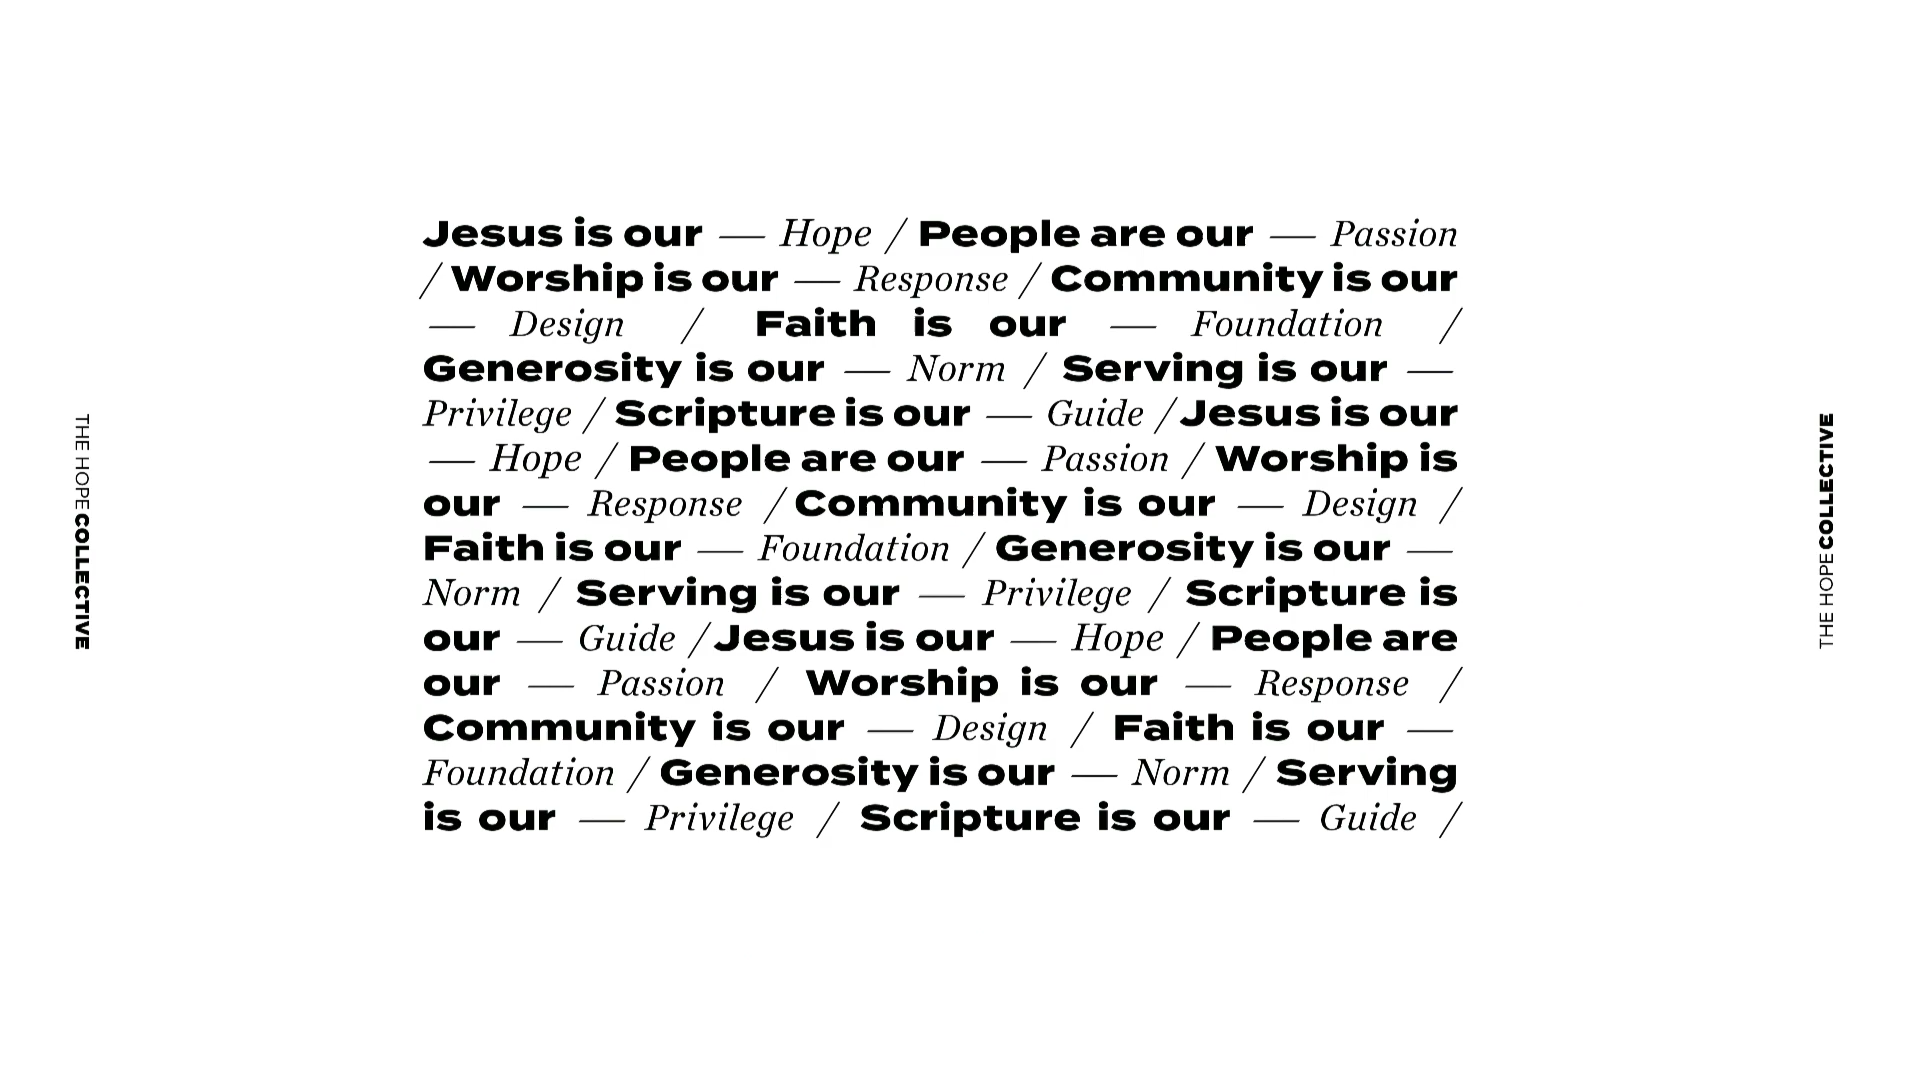 Jesus is our — Hope / People are our — Passion
/ Worship is our — Response / Community is our
— Design / Faith is our — Foundation /
Generosity is our — Norm / Serving is our —
Privilege / Scripture is our — Guide / Jesus is our
— Hope / People are our — Passion / Worship is
our — Response / Community is our — Design /
Faith is our — Foundation / Generosity is our —
Norm / Serving is our — Privilege / Scripture is
our — Guide / Jesus is our — Hope / People are
our — Passion / Worship is our — Response /
Community is our — Design / Faith is our —
Foundation / Generosity is our — Norm / Serving
is our — Privilege / Scripture is our — Guide /
THE HOPE COLLECTIVE
THE HOPE COLLECTIVE